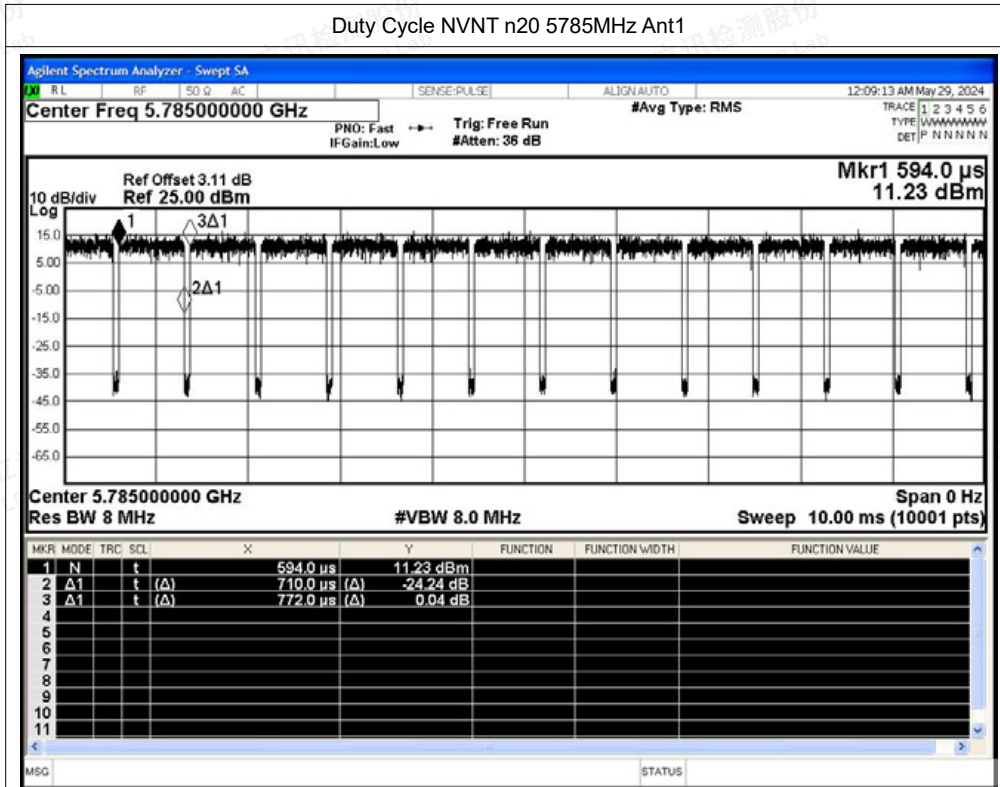 Duty Cycle NVNT n20 5785MHz Ant1
Agilent Spectrum Analyzer - Swept SA
RL RF 50 Ω AC SENSE:PULSE ALIGNAUTO 12:09:13 AM May 29, 2024
Center Freq 5.785000000 GHz #Avg Type: RMS TRACE 1 2 3 4 5 6
PNO: Fast Trig: Free Run TYPE WWWWWW
IFGain:Low #Atten: 36 dB DET P N N N N N
Mkr1 594.0 µs
Ref Offset 3.11 dB
10 dB/div Ref 25.00 dBm 11.23 dBm
Log
1 3Δ1
15.0
5.00
-5.00
2Δ1
-15.0
-25.0
-35.0
-45.0
-55.0
-65.0
Center 5.785000000 GHz Span 0 Hz
Res BW 8 MHz #VBW 8.0 MHz Sweep 10.00 ms (10001 pts)
MKR MODE TRC SCL X Y FUNCTION FUNCTION WIDTH FUNCTION VALUE
1 N t 594.0 µs 11.23 dBm
2 Δ1 t (Δ) 710.0 µs (Δ) -24.24 dB
3 Δ1 t (Δ) 772.0 µs (Δ) 0.04 dB
4
5
6
7
8
9
10
11
MSG STATUS